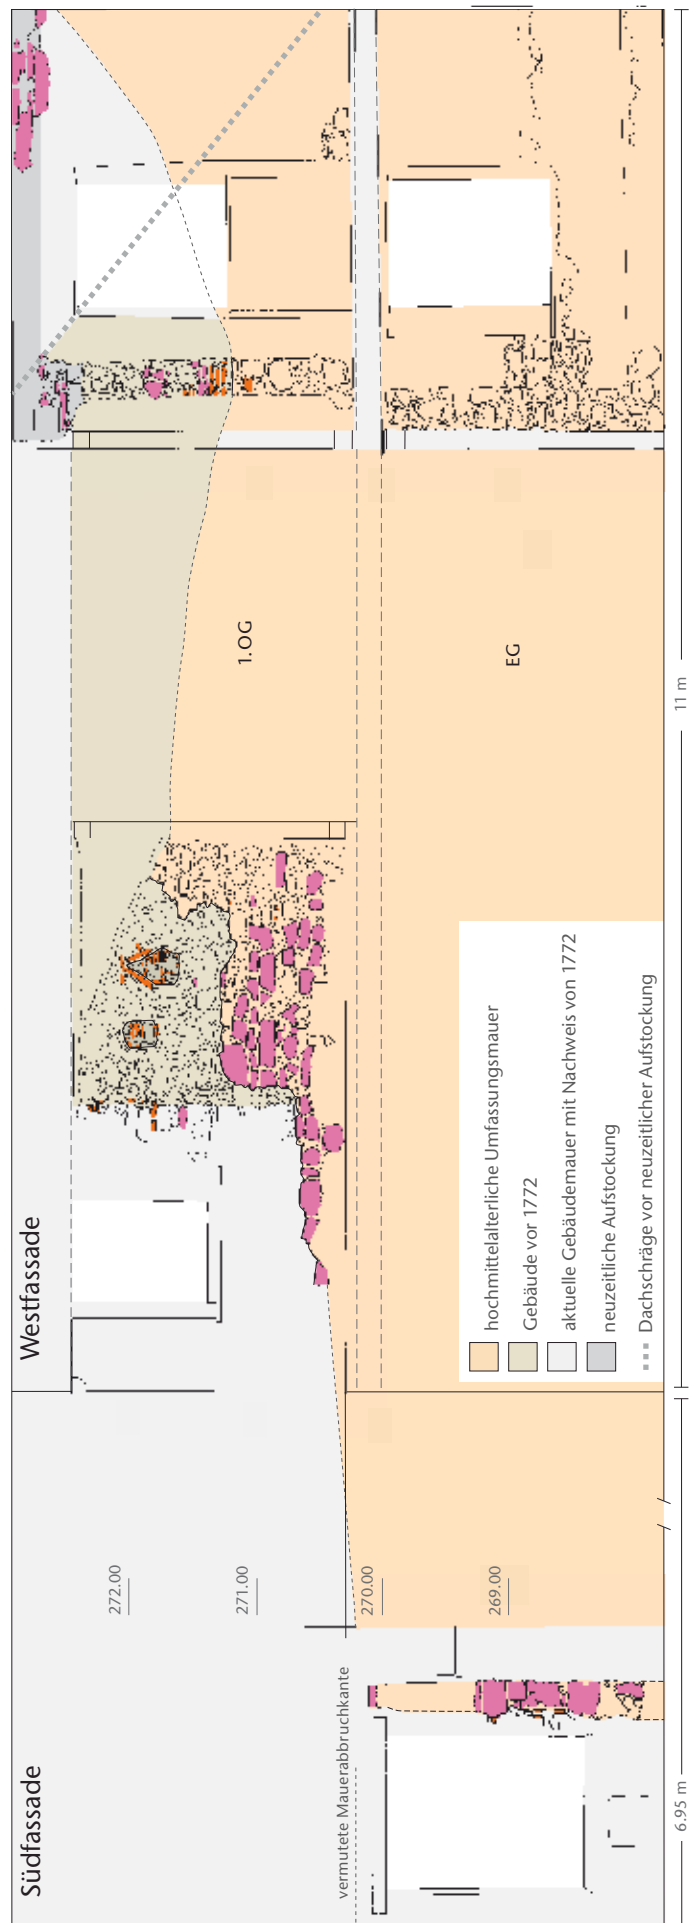 Südfassade
Westfassade
272.00
271.00
270.00
269.00
vermutete Mauerabbruchkante
1.OG
EG
hochmittelalterliche Umfassungsmauer
Gebäude vor 1772
aktuelle Gebäudemauer mit Nachweis von 1772
neuzeitliche Aufstockung
Dachschräge vor neuzeitlicher Aufstockung
6.95 m
11 m